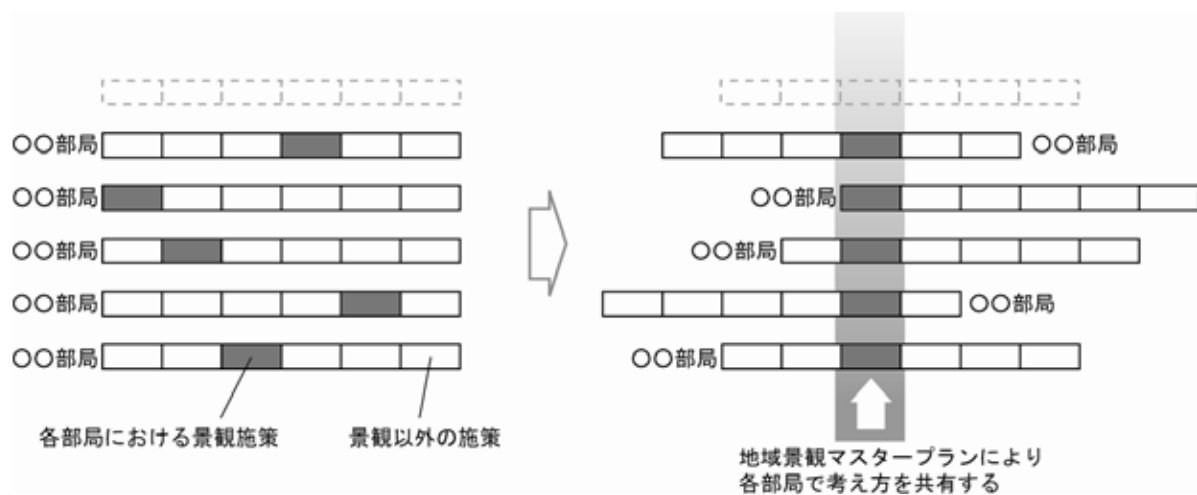 ○○部局
○○部局
○○部局
○○部局
○○部局
各部局における景観施策
景観以外の施策
○○部局
○○部局
○○部局
○○部局
○○部局
地域景観マスタープランにより
各部局で考え方を共有する